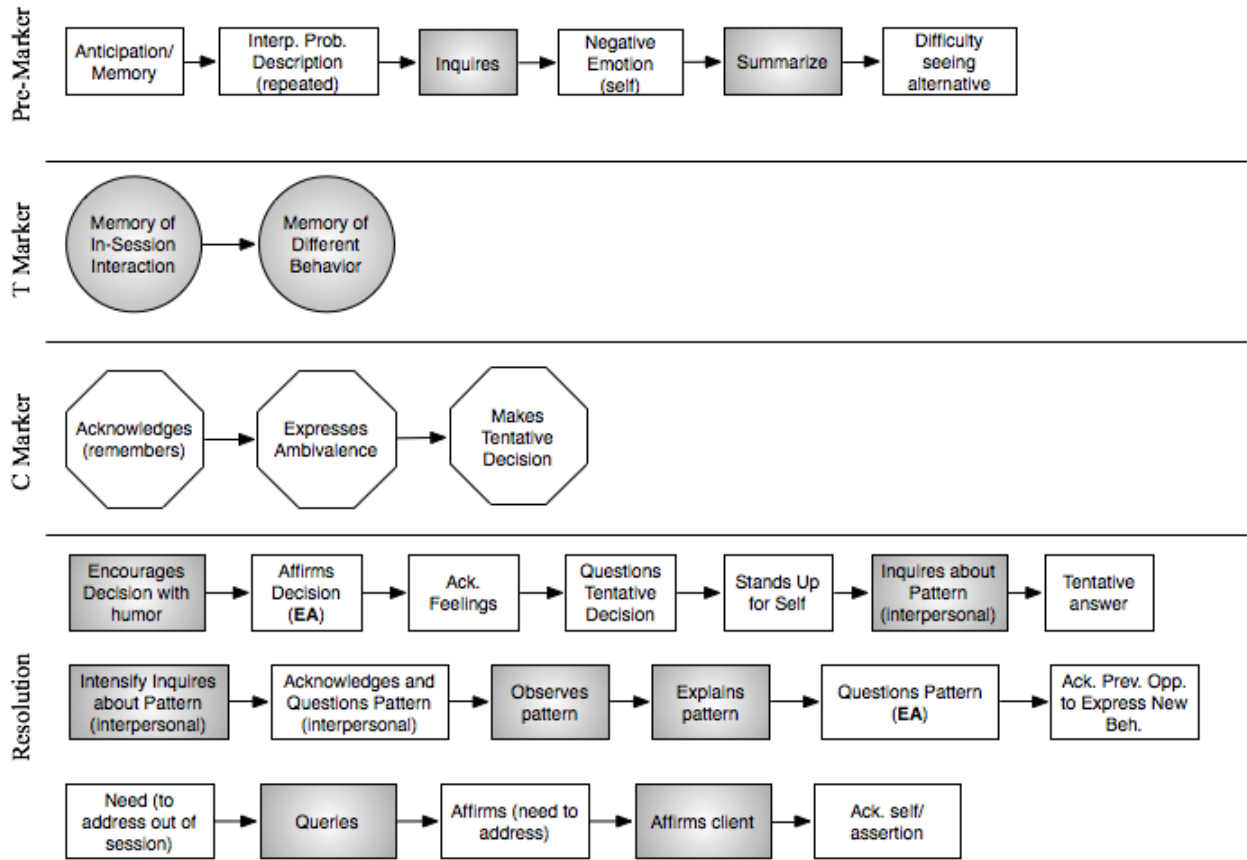 Pre-Marker
Anticipation/
Memory
Interp. Prob.
Description
(repeated)
Inquires
Negative
Emotion
(self)
Summarize
Difficulty
seeing
alternative
T Marker
Memory of
In-Session
Interaction
Memory of
Different
Behavior
C Marker
Acknowledges
(remembers)
Expresses
Ambivalence
Makes
Tentative
Decision
Resolution
Encourages
Decision with
humor
Affirms
Decision
(EA)
Ack.
Feelings
Questions
Tentative
Decision
Stands Up
for Self
Inquires about
Pattern
(interpersonal)
Tentative
answer
Intensify Inquires
about Pattern
(interpersonal)
Acknowledges and
Questions Pattern
(interpersonal)
Observes
pattern
Explains
pattern
Questions Pattern
(EA)
Ack. Prev. Opp.
to Express New
Beh.
Need (to
address out of
session)
Queries
Affirms (need to
address)
Affirms client
Ack. self/
assertion